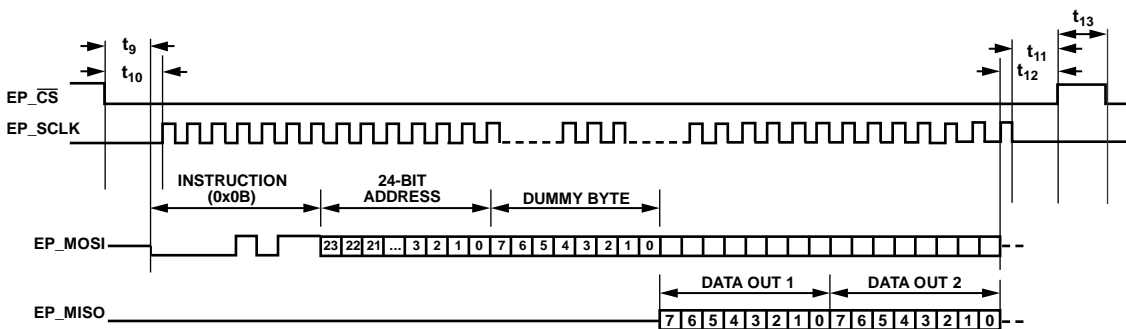 t9
t13
t11
t10
t12
EP_CS
EP_SCLK
INSTRUCTION
(0x0B)
24-BIT
ADDRESS
DUMMY BYTE
EP_MOSI
23 22 21 ... 3 2 1 0 7 6 5 4 3 2 1 0
DATA OUT 1
DATA OUT 2
EP_MISO
7 6 5 4 3 2 1 0 7 6 5 4 3 2 1 0